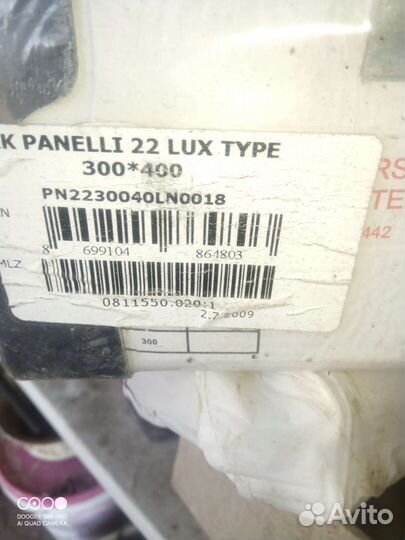 K PANELLI 22 LUX TYPE
300*400
PN2230040LN0018
8 699104 864803
MLZ
0811550.020:1
2.7.2009
300
RS
TE
442
DOOGEE S88 PRO
AI QUAD CAMERA
Avito